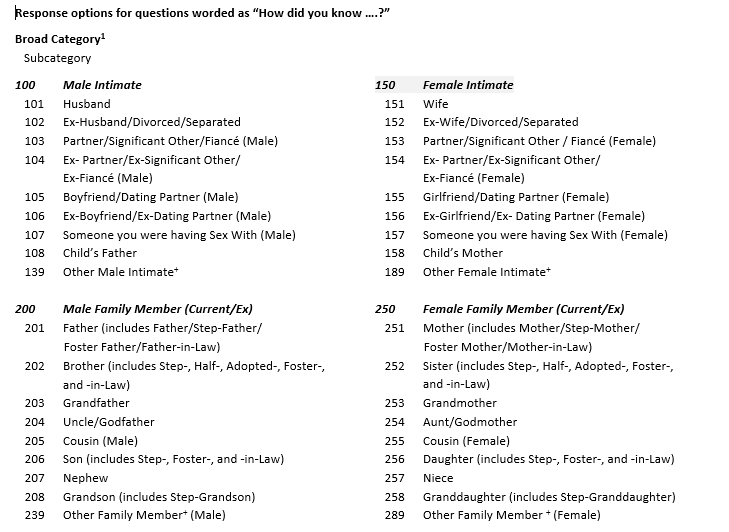 Response options for questions worded as “How did you know ….?”
Broad Category¹
Subcategory
100 Male Intimate
101 Husband
102 Ex-Husband/Divorced/Separated
103 Partner/Significant Other/Fiancé (Male)
104 Ex- Partner/Ex-Significant Other/
Ex-Fiancé (Male)
105 Boyfriend/Dating Partner (Male)
106 Ex-Boyfriend/Ex-Dating Partner (Male)
107 Someone you were having Sex With (Male)
108 Child’s Father
139 Other Male Intimate⁺
150 Female Intimate
151 Wife
152 Ex-Wife/Divorced/Separated
153 Partner/Significant Other / Fiancé (Female)
154 Ex- Partner/Ex-Significant Other/
Ex-Fiancé (Female)
155 Girlfriend/Dating Partner (Female)
156 Ex-Girlfriend/Ex- Dating Partner (Female)
157 Someone you were having Sex With (Female)
158 Child’s Mother
189 Other Female Intimate⁺
200 Male Family Member (Current/Ex)
201 Father (includes Father/Step-Father/
Foster Father/Father-in-Law)
202 Brother (includes Step-, Half-, Adopted-, Foster-,
and -in-Law)
203 Grandfather
204 Uncle/Godfather
205 Cousin (Male)
206 Son (includes Step-, Foster-, and -in-Law)
207 Nephew
208 Grandson (includes Step-Grandson)
239 Other Family Member⁺ (Male)
250 Female Family Member (Current/Ex)
251 Mother (includes Mother/Step-Mother/
Foster Mother/Mother-in-Law)
252 Sister (includes Step-, Half-, Adopted-, Foster-,
and -in-Law)
253 Grandmother
254 Aunt/Godmother
255 Cousin (Female)
256 Daughter (includes Step-, Foster-, and -in-Law)
257 Niece
258 Granddaughter (includes Step-Granddaughter)
289 Other Family Member ⁺ (Female)